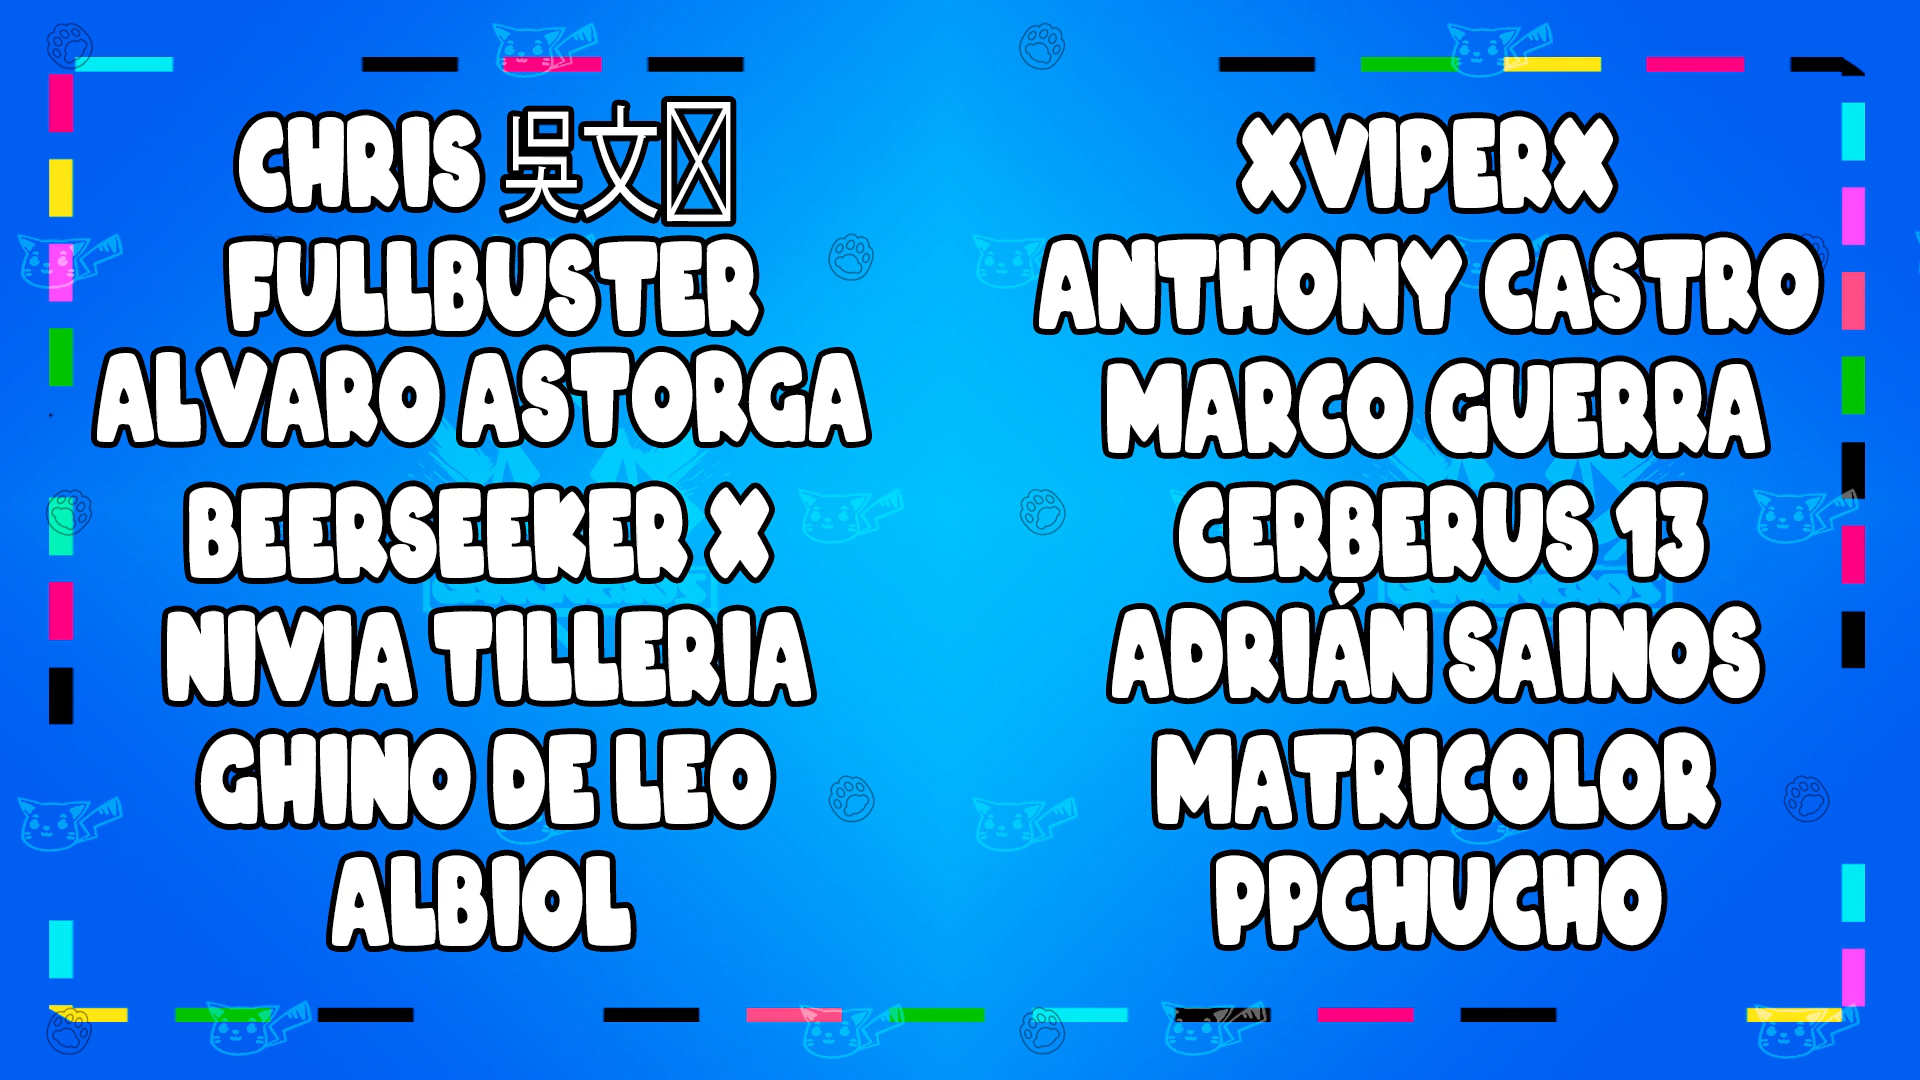 CHRIS 吳文
FULLBUSTER
ALVARO ASTORGA
BEERSEEKER X
NIVIA TILLERIA
GHINO DE LEO
ALBIOL
XVIPERX
ANTHONY CASTRO
MARCO GUERRA
CERBERUS 13
ADRIÁN SAINOS
MATRICOLOR
PPCHUCHO